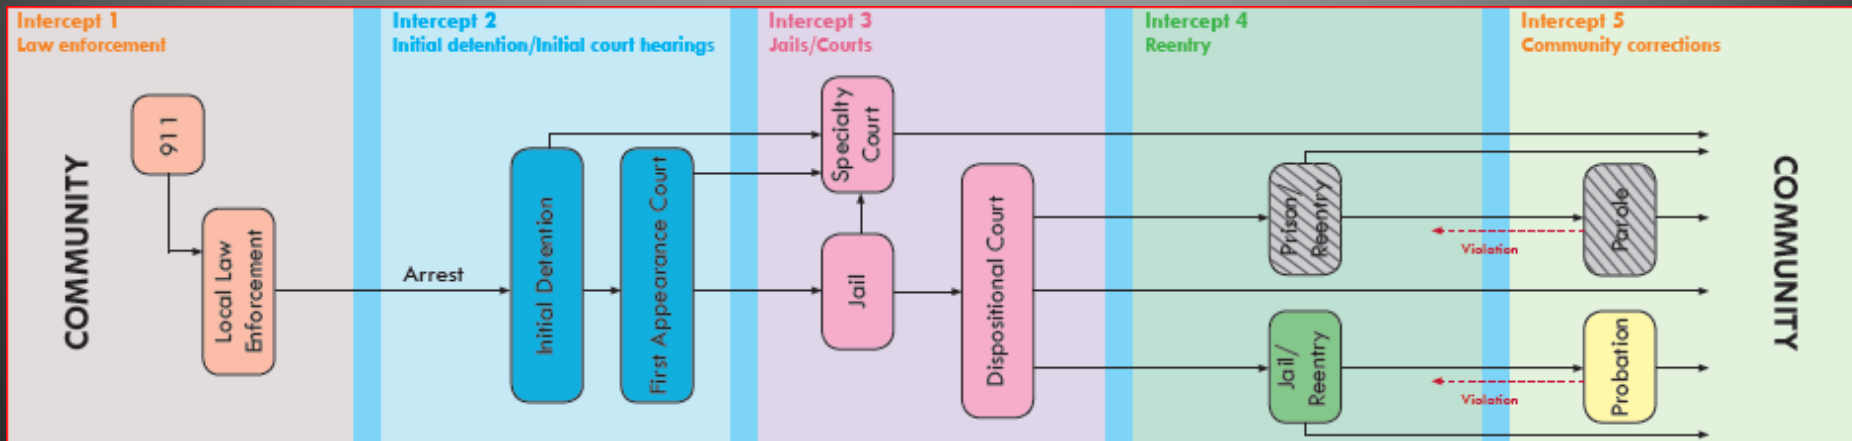 Intercept 1
Law enforcement
Intercept 2
Initial detention/Initial court hearings
Intercept 3
Jails/Courts
Intercept 4
Reentry
Intercept 5
Community corrections
COMMUNITY
911
Local Law
Enforcement
Arrest
Initial Detention
First Appearance Court
Specialty
Court
Jail
Dispositional Court
Prison/
Reentry
Violation
Parole
Jail/
Reentry
Violation
Probation
COMMUNITY